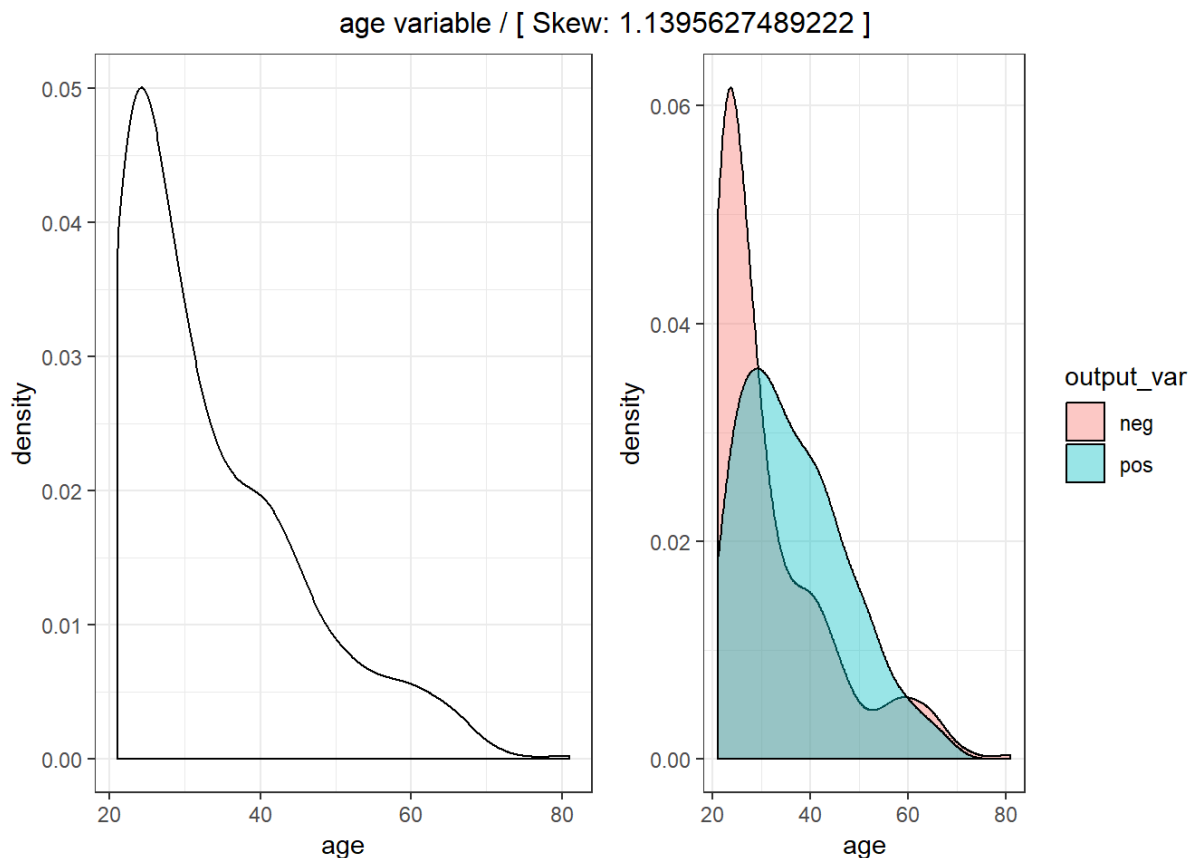 age variable / [ Skew: 1.1395627489222 ]
density
0.05
0.04
0.03
0.02
0.01
0.00
20 40 60 80
age
density
0.06
0.04
0.02
0.00
20 40 60 80
age
output_var
neg
pos